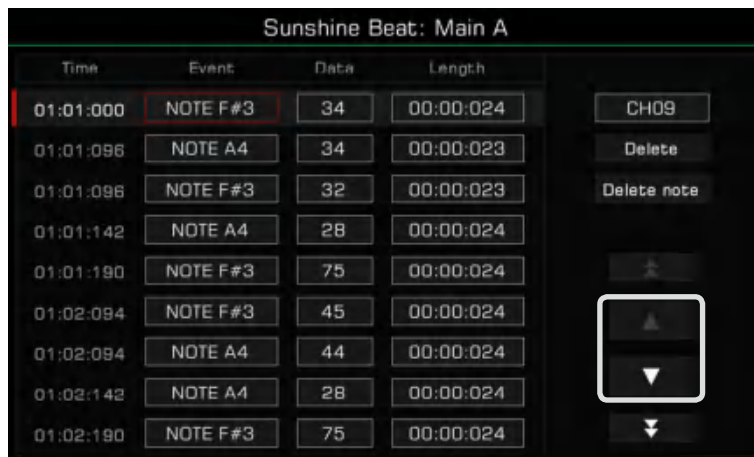 Sunshine Beat: Main A
Time Event Data Length
01:01:000 NOTE F#3 34 00:00:024 CH09
01:01:096 NOTE A4 34 00:00:023 Delete
01:01:096 NOTE F#3 32 00:00:023 Delete note
01:01:142 NOTE A4 28 00:00:024
01:01:190 NOTE F#3 75 00:00:024
01:02:094 NOTE F#3 45 00:00:024
01:02:094 NOTE A4 44 00:00:024
01:02:142 NOTE A4 28 00:00:024
01:02:190 NOTE F#3 75 00:00:024